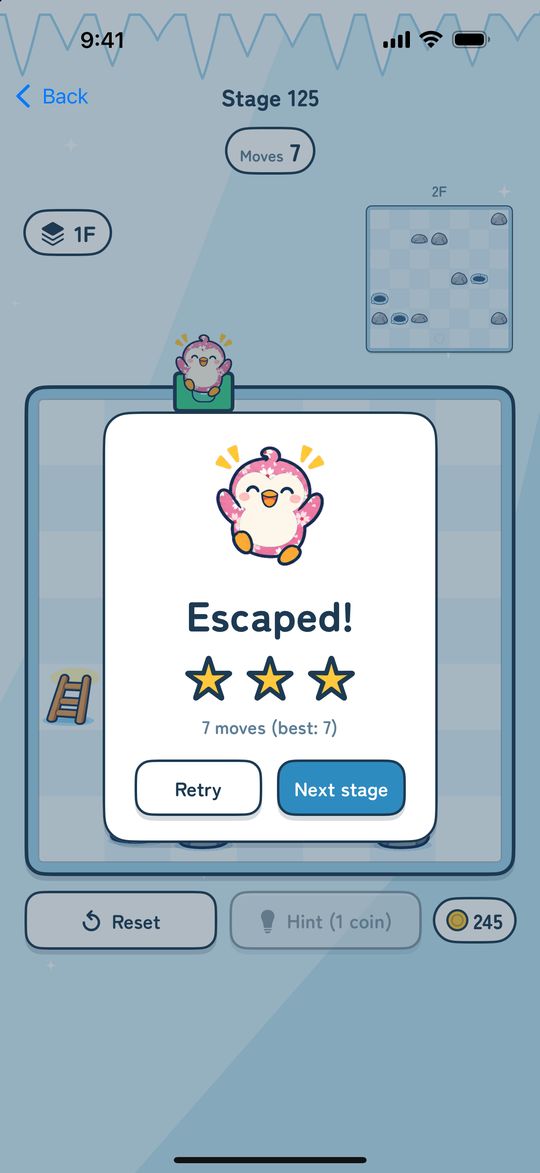 9:41
Back
Stage 125
Moves 7
2F
1F
Escaped!
7 moves (best: 7)
Retry
Next stage
Reset
Hint (1 coin)
245